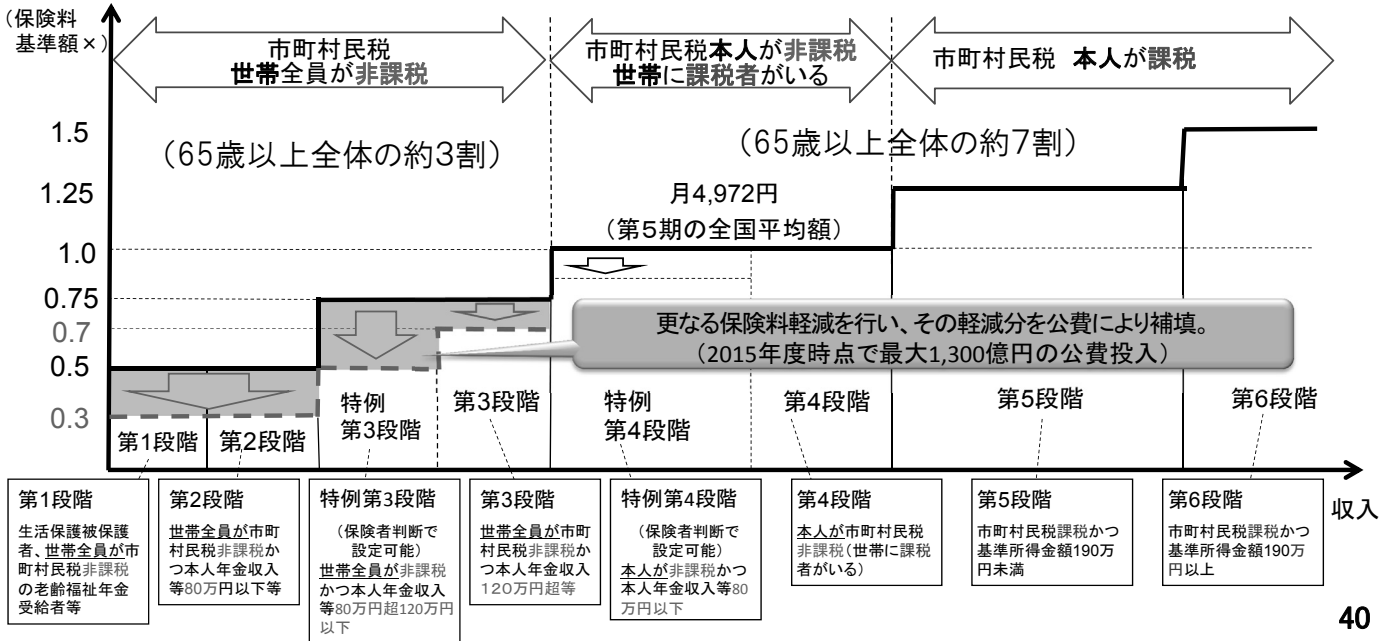 (保険料
基準額×)
市町村民税
世帯全員が非課税
市町村民税本人が非課税
世帯に課税者がいる
市町村民税 本人が課税
(65歳以上全体の約3割)
(65歳以上全体の約7割)
1.5
1.25
1.0
0.75
0.7
0.5
0.3
月4,972円
(第5期の全国平均額)
更なる保険料軽減を行い、その軽減分を公費により補填。
(2015年度時点で最大1,300億円の公費投入)
第1段階
第2段階
特例
第3段階
第3段階
特例
第4段階
第4段階
第5段階
第6段階
収入
第1段階
生活保護被保護
者、世帯全員が市
町村民税非課税
の老齢福祉年金
受給者等
第2段階
世帯全員が市町
村民税非課税か
つ本人年金収入
等80万円以下等
特例第3段階
(保険者判断で
設定可能)
世帯全員が非課税
かつ本人年金収入
等80万円超120万円
以下
第3段階
世帯全員が市町
村民税非課税か
つ本人年金収入
120万円超等
特例第4段階
(保険者判断で
設定可能)
本人が非課税かつ
本人年金収入等80
万円以下
第4段階
本人が市町村民税
非課税(世帯に課税
者がいる)
第5段階
市町村民税課税かつ
基準所得金額190万
円未満
第6段階
市町村民税課税かつ
基準所得金額190万
円以上
40